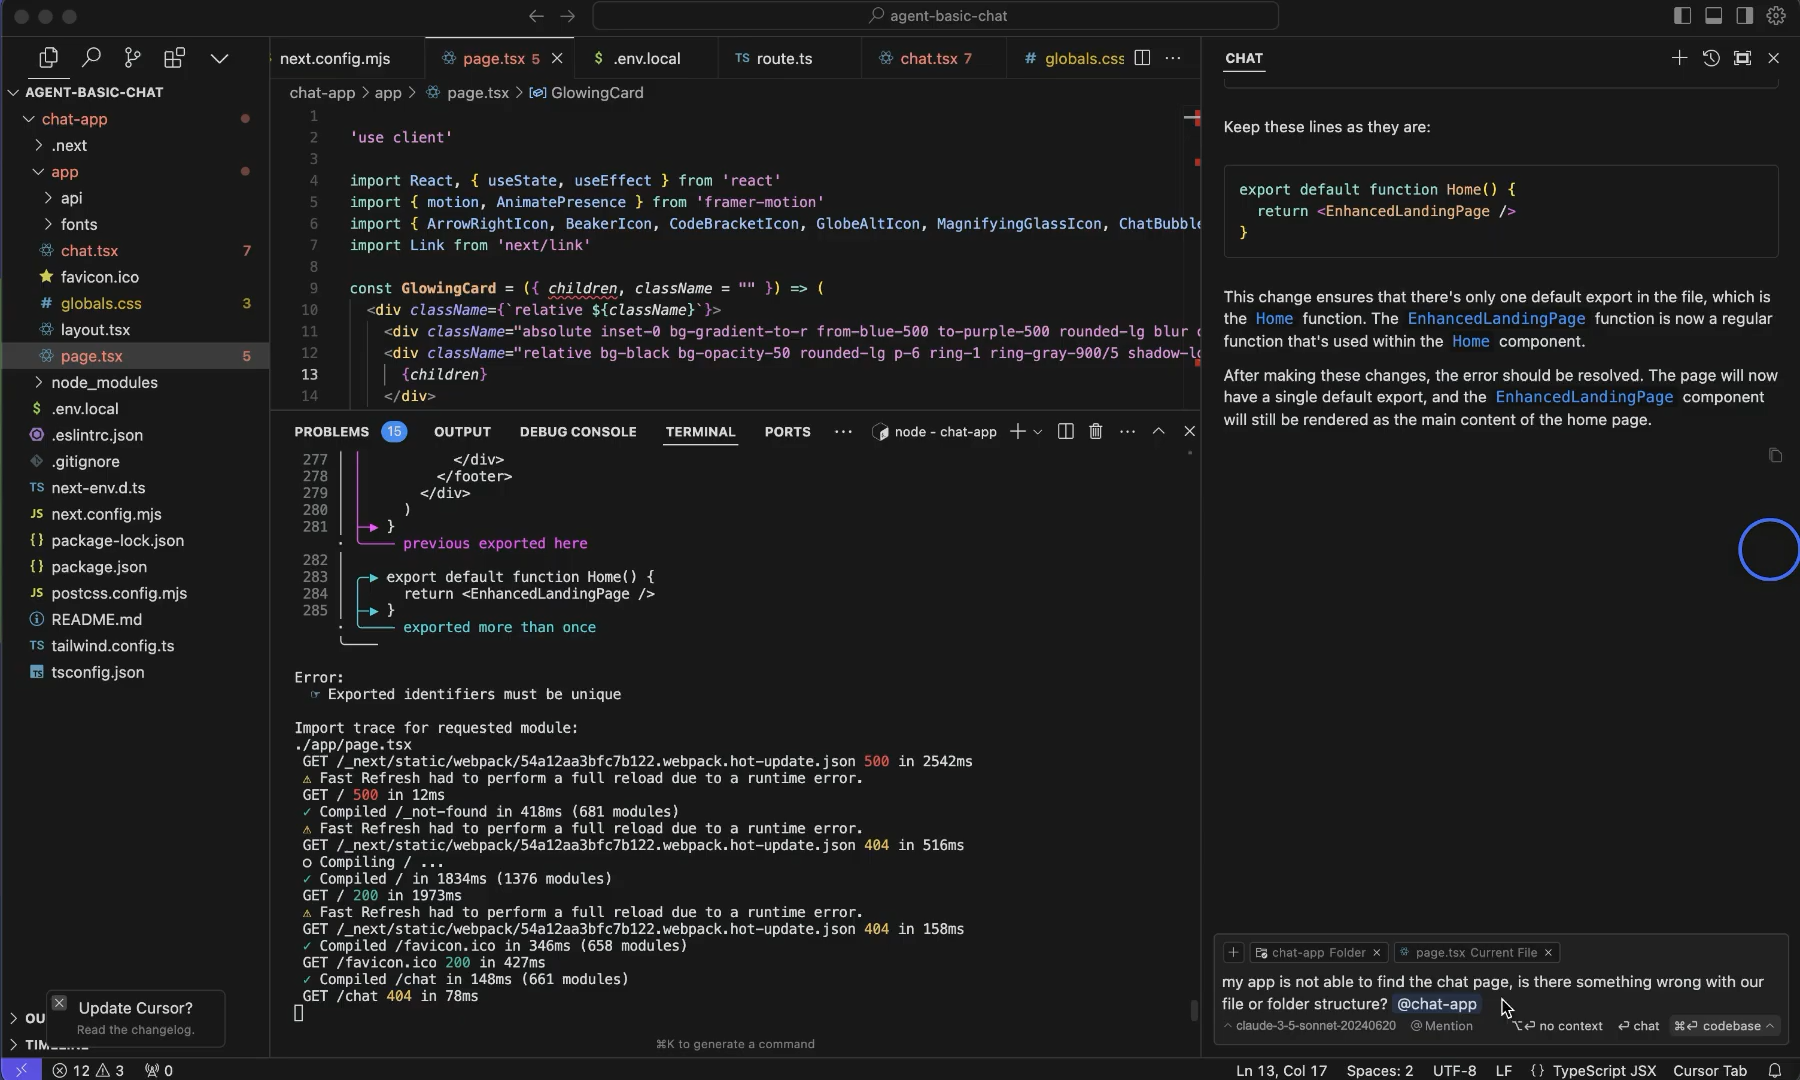 agent-basic-chat
next.config.mjs
page.tsx 5
$ .env.local
TS route.ts
chat.tsx 7
# globals.css
CHAT
AGENT-BASIC-CHAT
chat-app
.next
app
api
fonts
chat.tsx 7
favicon.ico
# globals.css 3
layout.tsx
page.tsx 5
node_modules
$ .env.local
.eslintrc.json
.gitignore
TS next-env.d.ts
JS next.config.mjs
{} package-lock.json
{} package.json
JS postcss.config.mjs
README.md
TS tailwind.config.ts
TS tsconfig.json
Update Cursor?
Read the changelog.
chat-app > app > page.tsx > GlowingCard
1
2 'use client'
3
4 import React, { useState, useEffect } from 'react'
5 import { motion, AnimatePresence } from 'framer-motion'
6 import { ArrowRightIcon, BeakerIcon, CodeBracketIcon, GlobeAltIcon, MagnifyingGlassIcon, ChatBubble
7 import Link from 'next/link'
8
9 const GlowingCard = ({ children, className = "" }) => (
10 <div className={`relative ${className}`}>
11 <div className="absolute inset-0 bg-gradient-to-r from-blue-500 to-purple-500 rounded-lg blur
12 <div className="relative bg-black bg-opacity-50 rounded-lg p-6 ring-1 ring-gray-900/5
13 {children}
14 </div>
PROBLEMS 15
OUTPUT
DEBUG CONSOLE
TERMINAL
PORTS
node - chat-app
277 </div>
278 </footer>
279 </div>
280 )
281 }
previous exported here
282
283 export default function Home() {
284 return <EnhancedLandingPage />
285 }
exported more than once
Error:
☞ Exported identifiers must be unique
Import trace for requested module:
./app/page.tsx
GET /_next/static/webpack/54a12aa3bfc7b122.webpack.hot-update.json 500 in 2542ms
⚠ Fast Refresh had to perform a full reload due to a runtime error.
GET / 500 in 12ms
✓ Compiled /_not-found in 418ms (681 modules)
⚠ Fast Refresh had to perform a full reload due to a runtime error.
GET /_next/static/webpack/54a12aa3bfc7b122.webpack.hot-update.json 404 in 516ms
○ Compiling / ...
✓ Compiled / in 1834ms (1376 modules)
GET / 200 in 1973ms
⚠ Fast Refresh had to perform a full reload due to a runtime error.
GET /_next/static/webpack/54a12aa3bfc7b122.webpack.hot-update.json 404 in 158ms
✓ Compiled /favicon.ico in 346ms (658 modules)
GET /favicon.ico 200 in 427ms
✓ Compiled /chat in 148ms (661 modules)
GET /chat 404 in 78ms
⌘K to generate a command
Keep these lines as they are:
export default function Home() {
return <EnhancedLandingPage />
}
This change ensures that there's only one default export in the file, which is
the Home function. The EnhancedLandingPage function is now a regular
function that's used within the Home component.
After making these changes, the error should be resolved. The page will now
have a single default export, and the EnhancedLandingPage component
will still be rendered as the main content of the home page.
chat-app Folder
page.tsx Current File
my app is not able to find the chat page, is there something wrong with our
file or folder structure? @chat-app
claude-3-5-sonnet-20240620 @ Mention
⌥↵ no context ↵ chat ⌘↵ codebase
12 3 0
Ln 13, Col 17
Spaces: 2
UTF-8
LF
{} TypeScript JSX
Cursor Tab